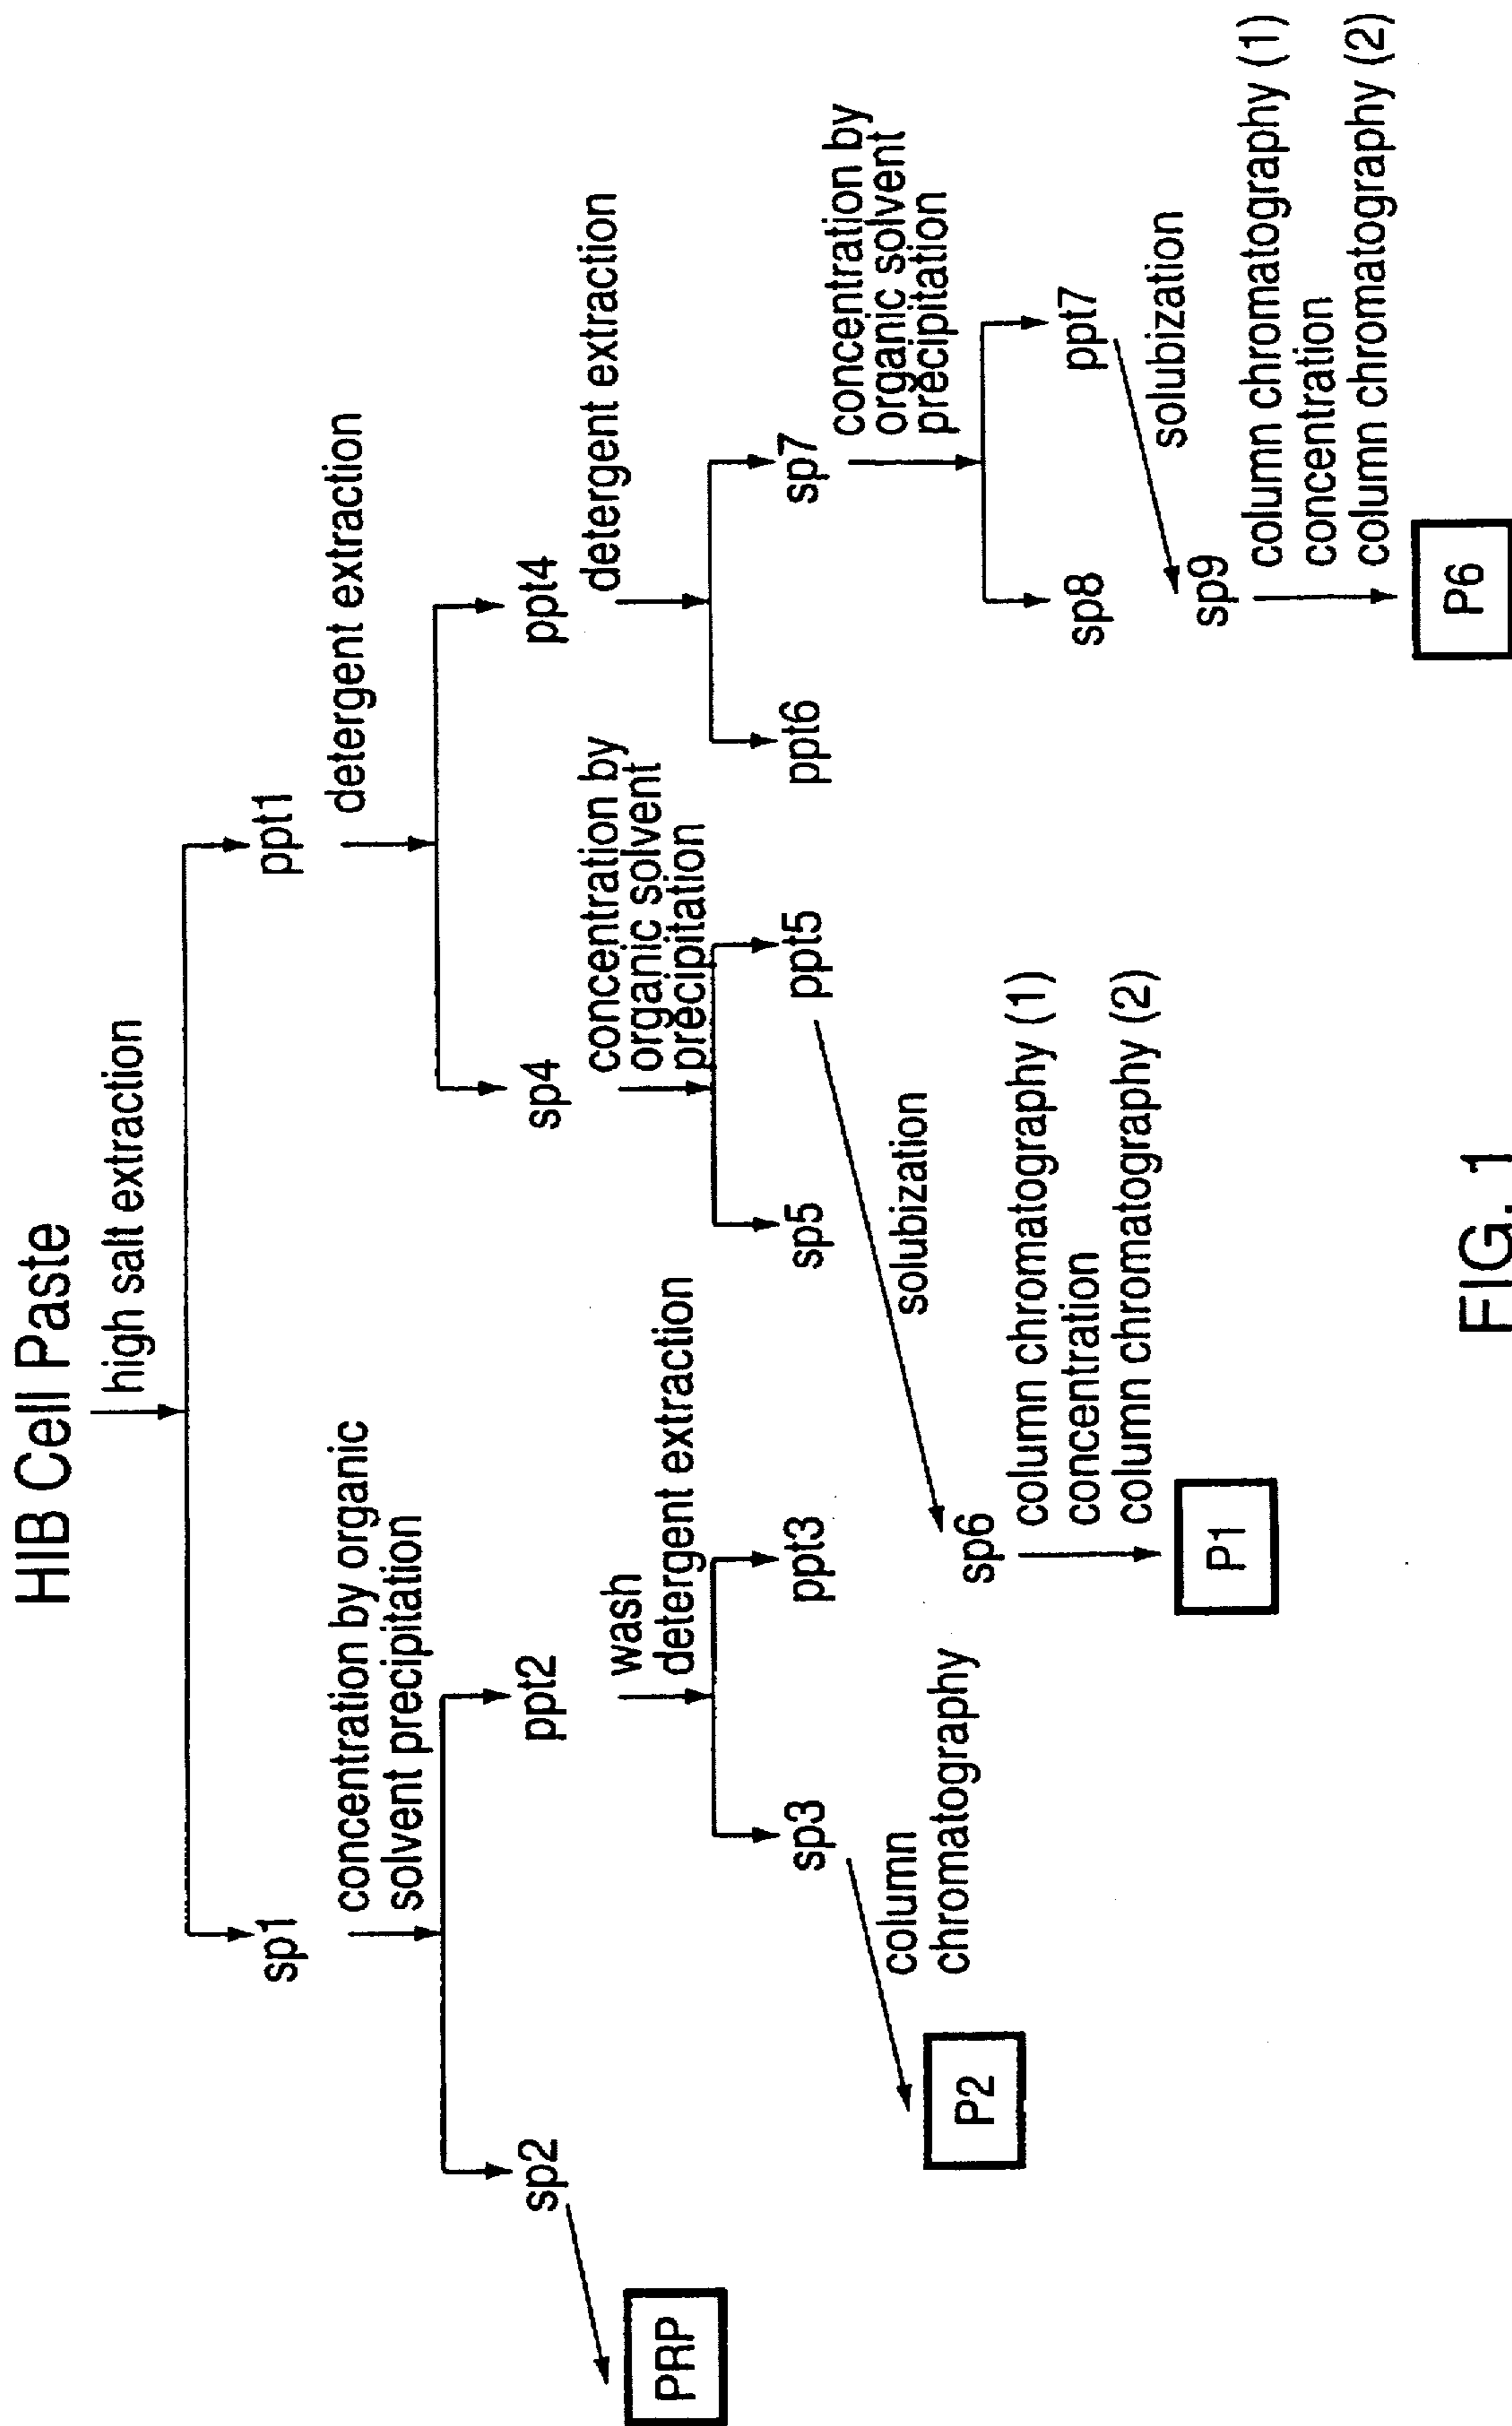 HIB Cell Paste
high salt extraction
sp1
ppt1
concentration by organic
solvent precipitation
detergent extraction
sp2
ppt2
sp4
ppt4
PRP
wash
detergent extraction
concentration by
organic solvent
precipitation
detergent extraction
sp3
ppt3
sp5
ppt5
ppt6
sp7
column
chromatography
solubization
concentration by
organic solvent
precipitation
P2
sp6
sp8
ppt7
column chromatography (1)
concentration
column chromatography (2)
solubization
sp9
P1
column chromatography (1)
concentration
column chromatography (2)
P6
FIG. 1